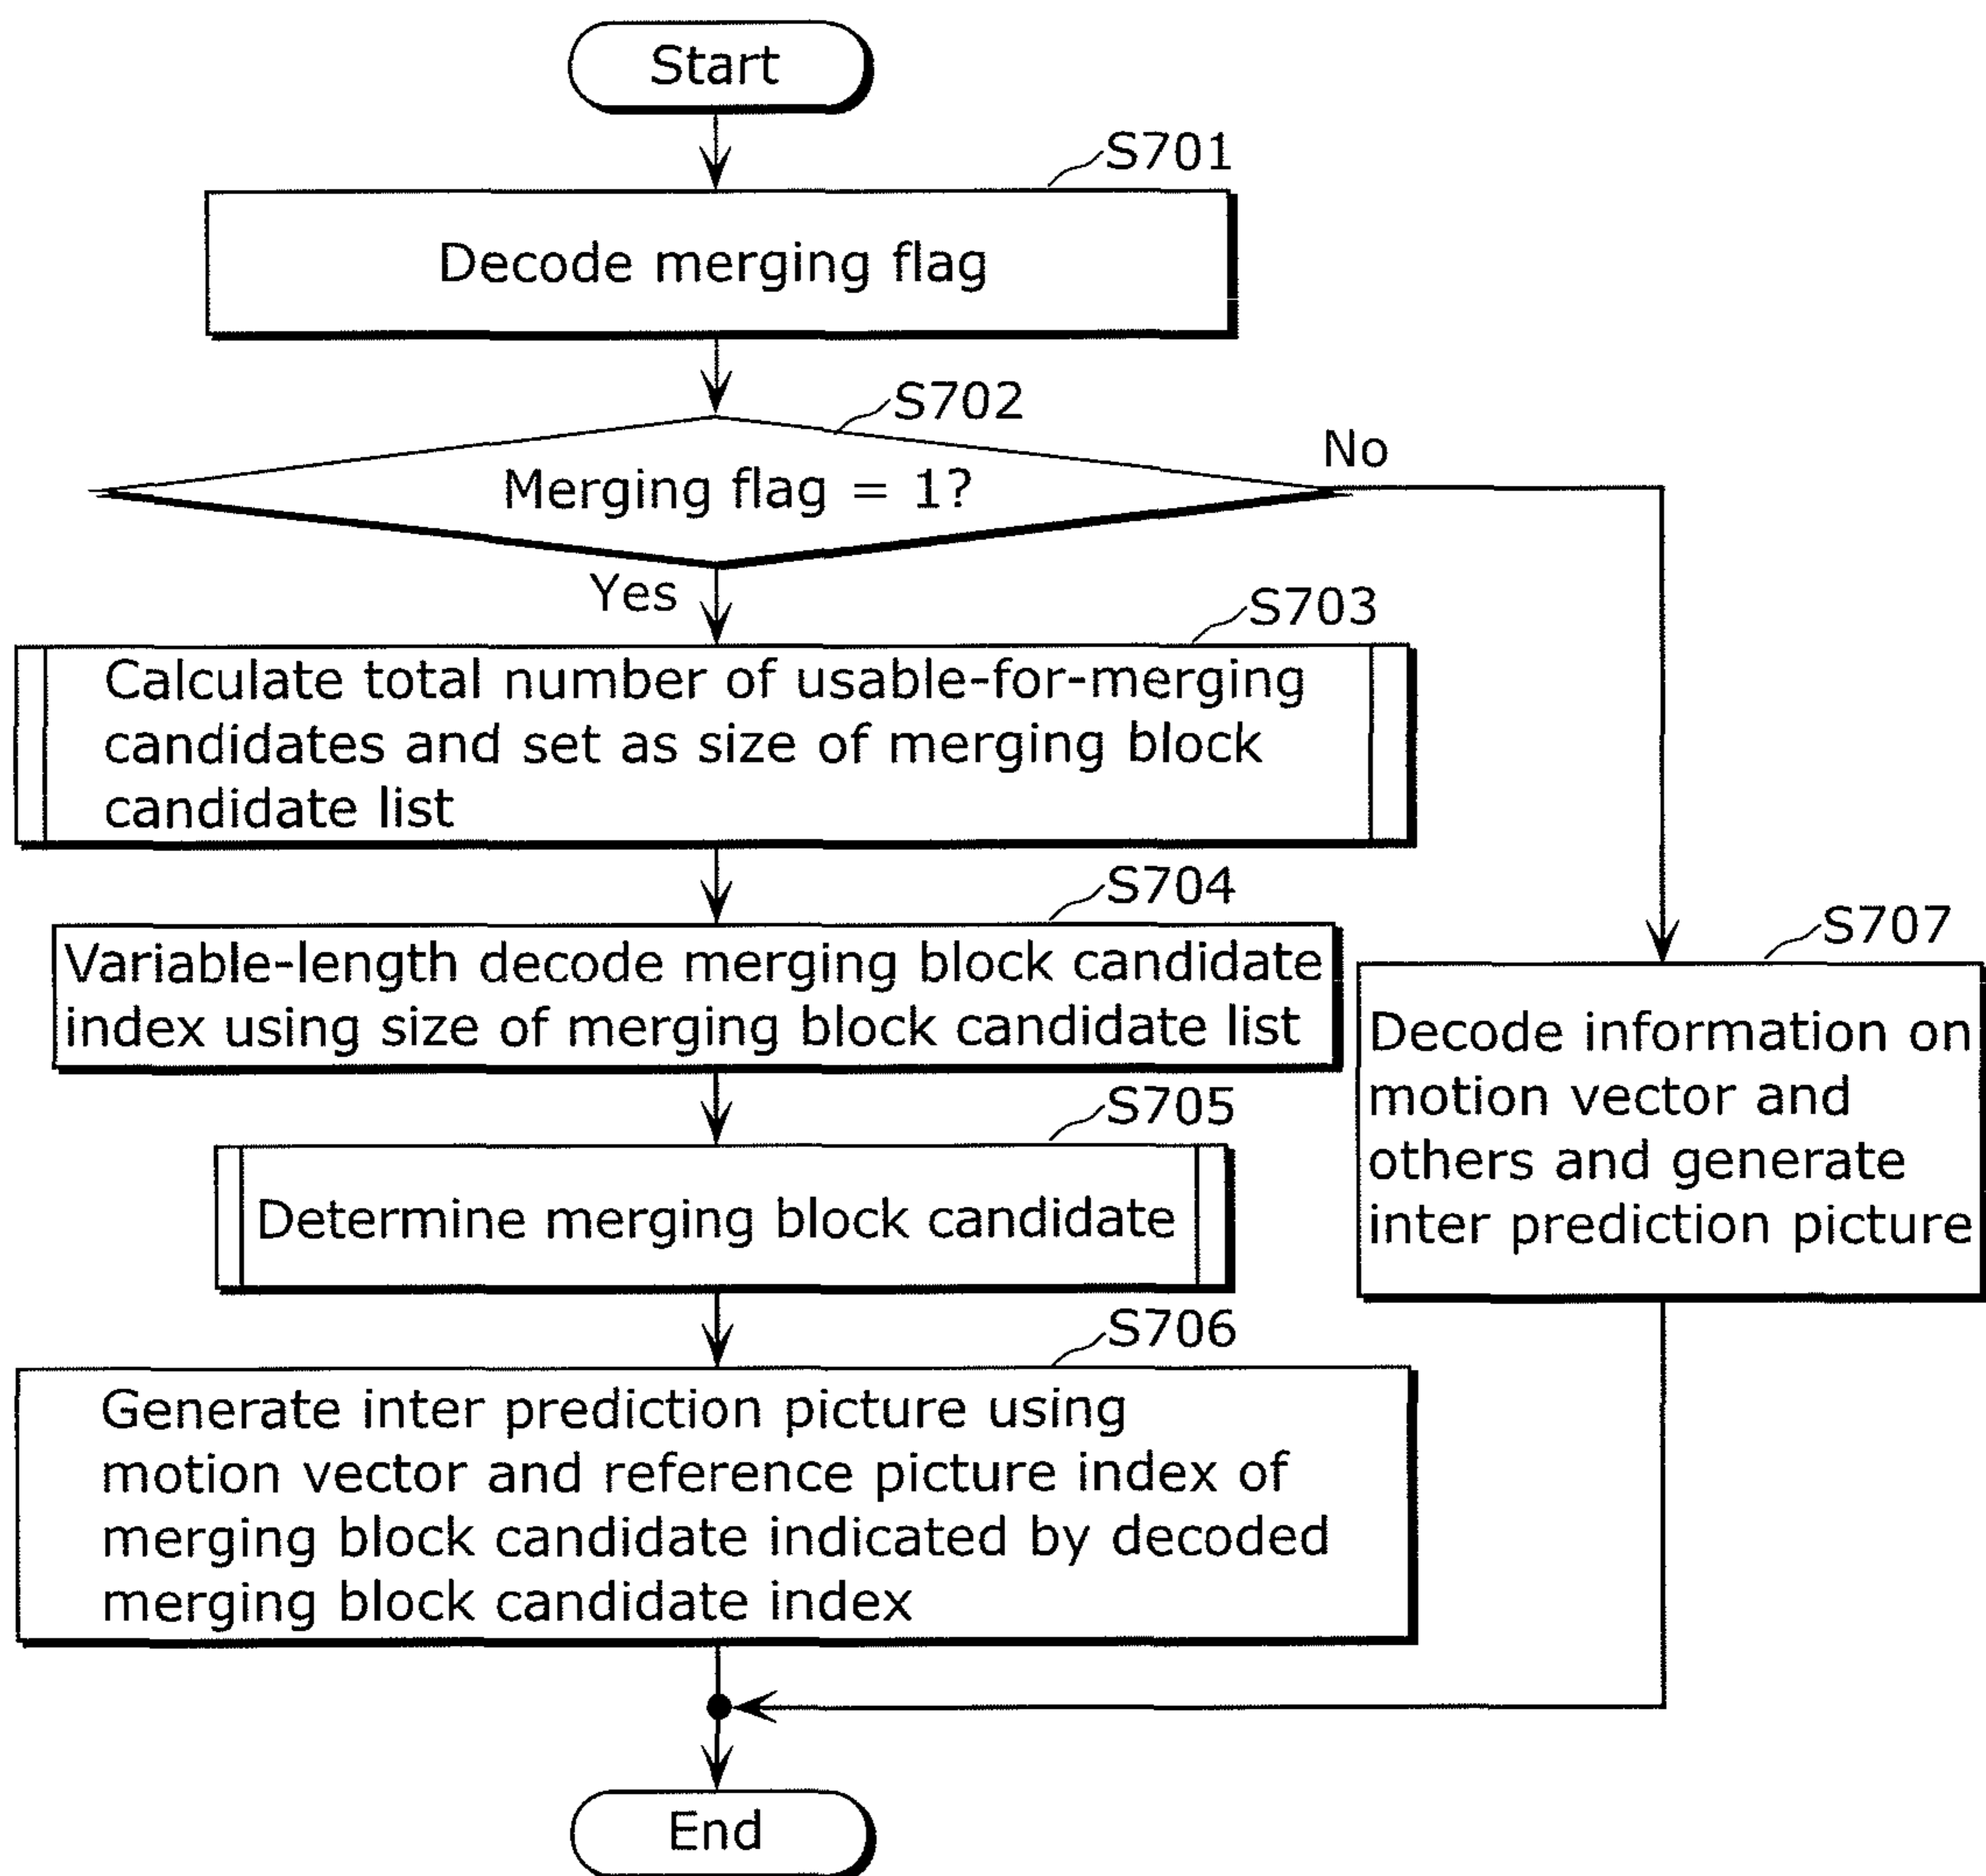 Start
S701
Decode merging flag
S702
Merging flag = 1?
No
Yes
S703
Calculate total number of usable-for-merging
candidates and set as size of merging block
candidate list
S704
Variable-length decode merging block candidate
index using size of merging block candidate list
S707
Decode information on
motion vector and
others and generate
inter prediction picture
S705
Determine merging block candidate
S706
Generate inter prediction picture using
motion vector and reference picture index of
merging block candidate indicated by decoded
merging block candidate index
End